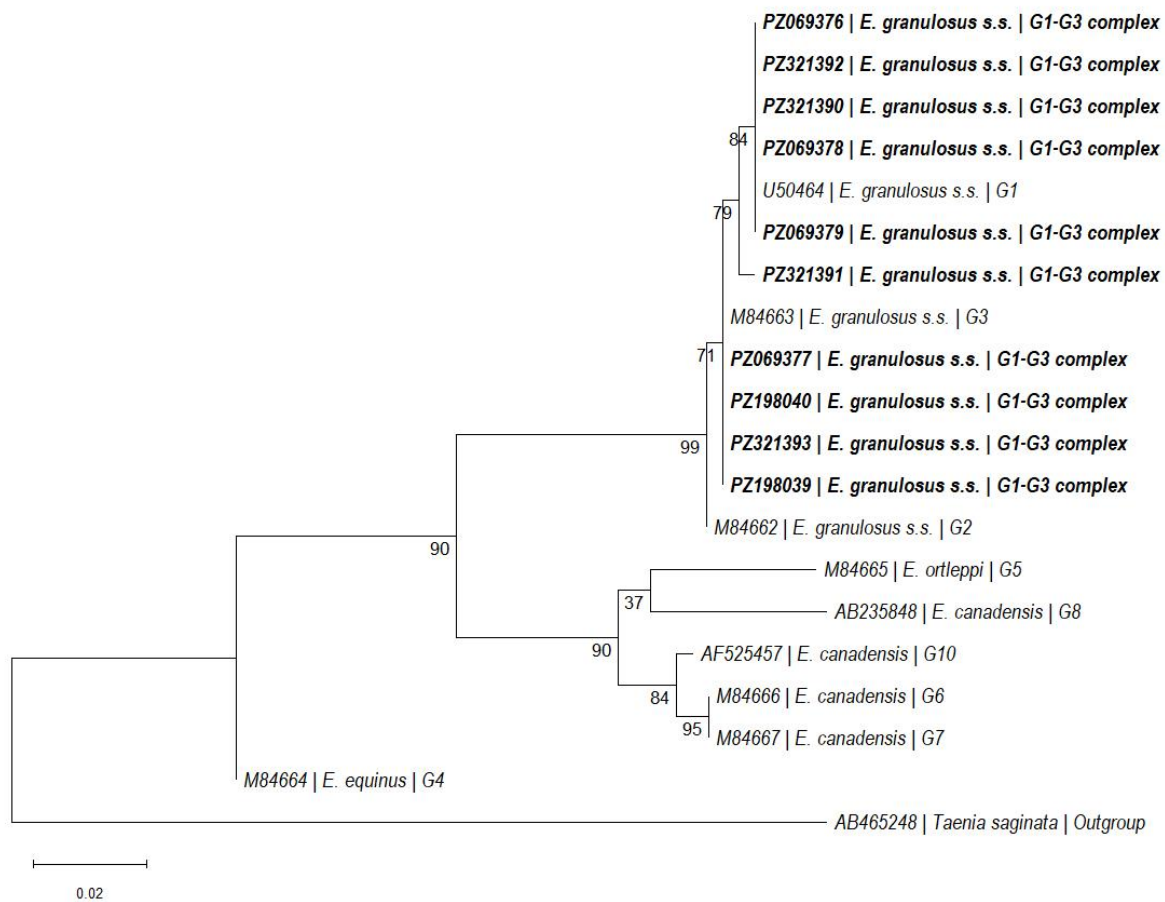 PZ069376 | E. granulosus s.s. | G1-G3 complex
PZ321392 | E. granulosus s.s. | G1-G3 complex
PZ321390 | E. granulosus s.s. | G1-G3 complex
84
PZ069378 | E. granulosus s.s. | G1-G3 complex
U50464 | E. granulosus s.s. | G1
79
PZ069379 | E. granulosus s.s. | G1-G3 complex
PZ321391 | E. granulosus s.s. | G1-G3 complex
M84663 | E. granulosus s.s. | G3
71
PZ069377 | E. granulosus s.s. | G1-G3 complex
PZ198040 | E. granulosus s.s. | G1-G3 complex
99
PZ321393 | E. granulosus s.s. | G1-G3 complex
PZ198039 | E. granulosus s.s. | G1-G3 complex
M84662 | E. granulosus s.s. | G2
90
M84665 | E. ortleppi | G5
37
AB235848 | E. canadensis | G8
90
AF525457 | E. canadensis | G10
84
M84666 | E. canadensis | G6
95
M84667 | E. canadensis | G7
M84664 | E. equinus | G4
AB465248 | Taenia saginata | Outgroup
0.02